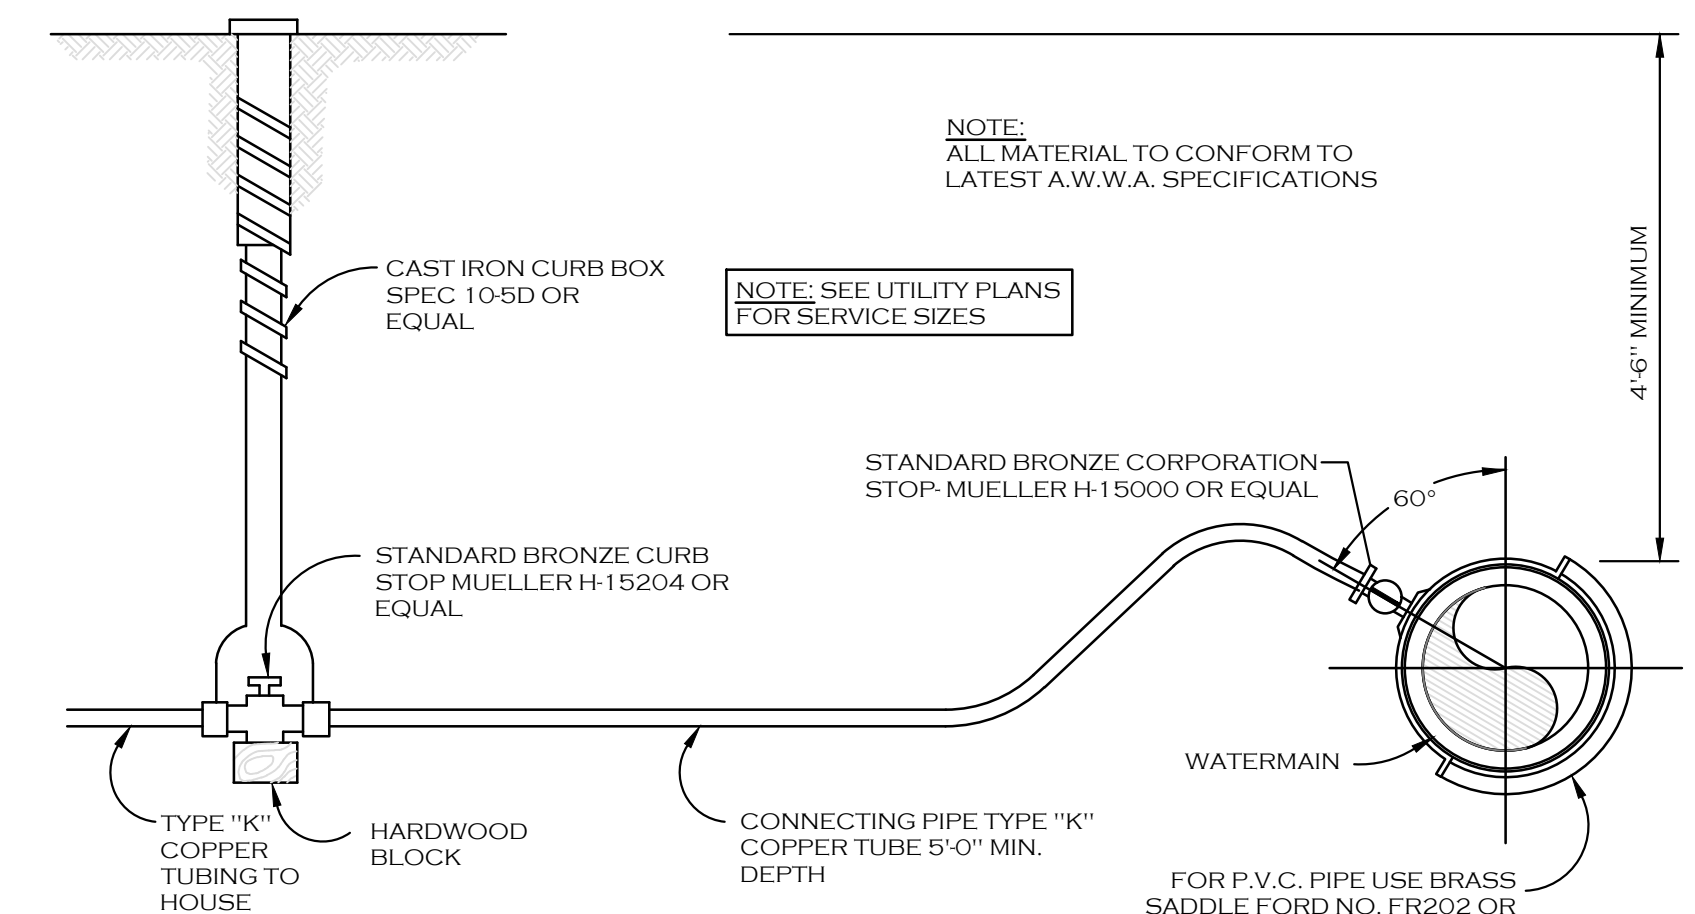 NOTE:
ALL MATERIAL TO CONFORM TO
LATEST A.W.W.A. SPECIFICATIONS
CAST IRON CURB BOX
SPEC 10-5D OR
EQUAL
NOTE: SEE UTILITY PLANS
FOR SERVICE SIZES
4'-6" MINIMUM
STANDARD BRONZE CORPORATION
STOP- MUELLER H-15000 OR EQUAL
60°
STANDARD BRONZE CURB
STOP MUELLER H-15204 OR
EQUAL
WATERMAIN
TYPE "K"
COPPER
TUBING TO
HOUSE
HARDWOOD
BLOCK
CONNECTING PIPE TYPE "K"
COPPER TUBE 5'-0" MIN.
DEPTH
FOR P.V.C. PIPE USE BRASS
SADDLE FORD NO. FR202 OR